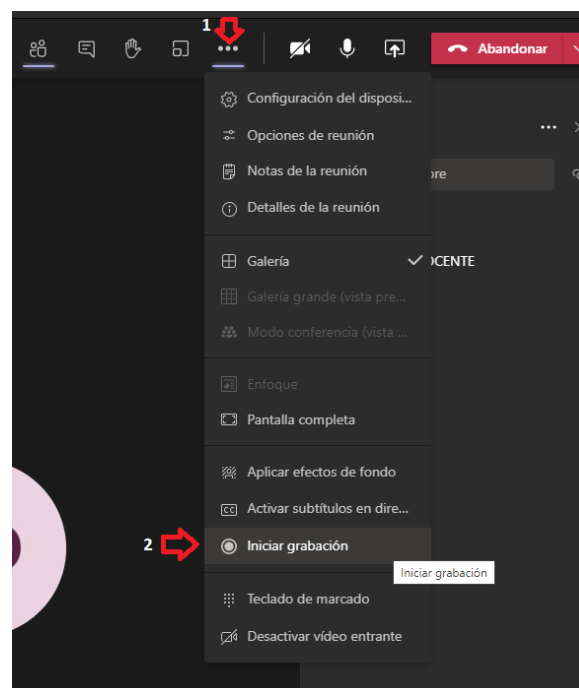 1
Abandonar
Configuración del disposi...
Opciones de reunión
Notas de la reunión
Detalles de la reunión
Galería
Galería grande (vista pre...
Modo conferencia (vista ...
Enfoque
Pantalla completa
Aplicar efectos de fondo
CC Activar subtítulos en dire...
2 Iniciar grabación
Iniciar grabación
Teclado de marcado
Desactivar vídeo entrante
bre
OCENTE